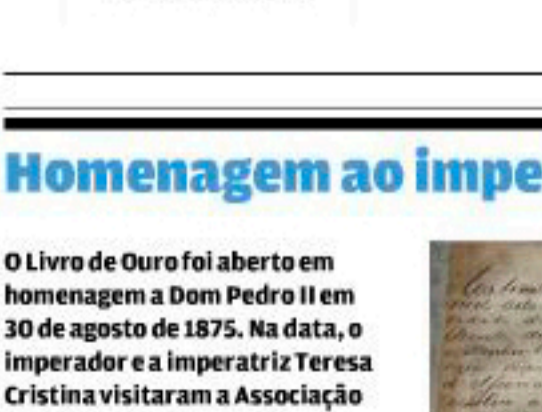 Homenagem ao impe
O Livro de Ouro foi aberto em
homenagem a Dom Pedro II em
30 de agosto de 1875. Na data, o
imperador e a imperatriz Teresa
Cristina visitaram a Associação